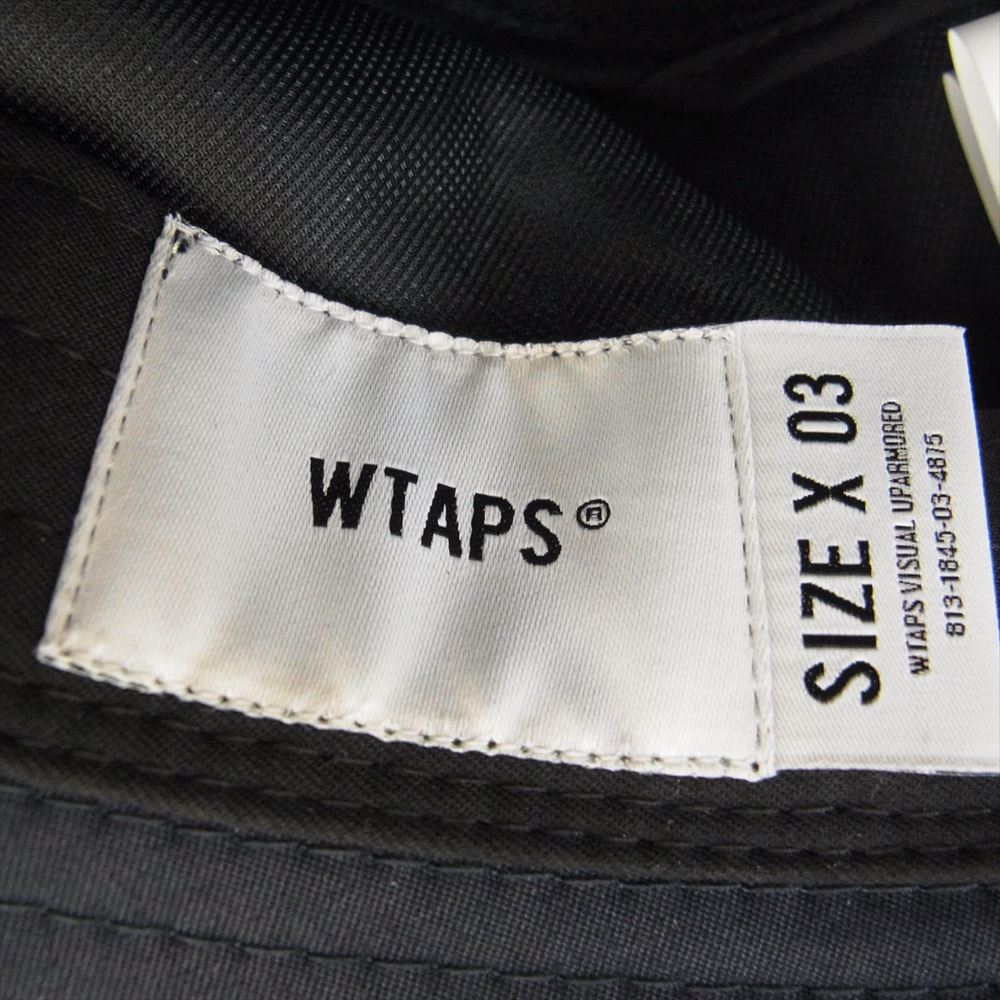 WTAPS®
SIZE X 03
WTAPS VISUAL UPARMORED
813-1845-03-4875